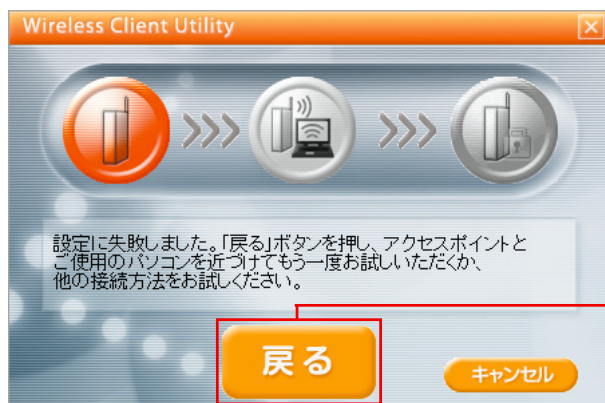 Wireless Client Utility
設定に失敗しました。「戻る」ボタンを押し、アクセスポイントと
ご使用のパソコンを近づけてもう一度お試しいただくか、
他の接続方法をお試しください。
戻る
キャンセル